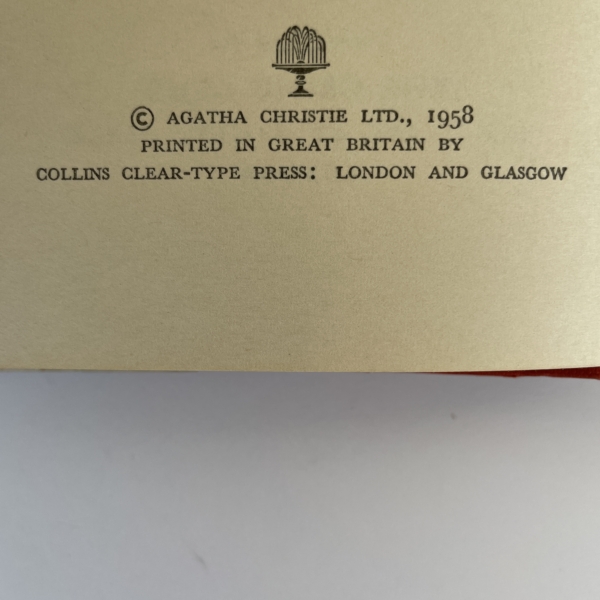 © AGATHA CHRISTIE LTD., 1958
PRINTED IN GREAT BRITAIN BY
COLLINS CLEAR-TYPE PRESS: LONDON AND GLASGOW